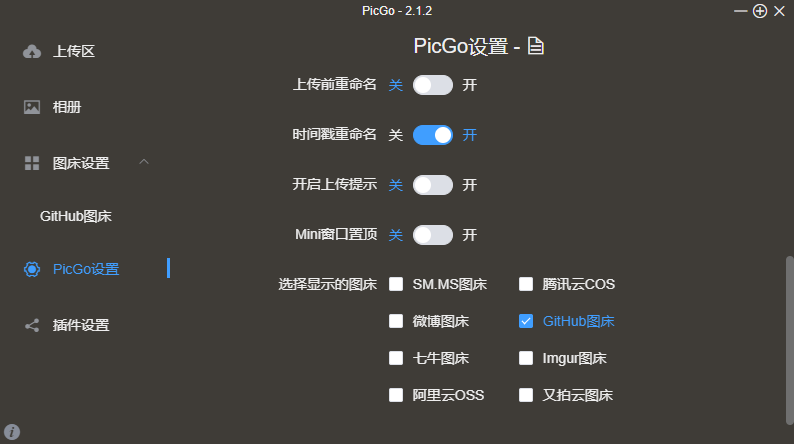 PicGo - 2.1.2
上传区
相册
图床设置
GitHub图床
PicGo设置
插件设置
PicGo设置 -
上传前重命名 关 开
时间戳重命名 关 开
开启上传提示 关 开
Mini窗口置顶 关 开
选择显示的图床 SM.MS图床 腾讯云COS
微博图床 GitHub图床
七牛图床 Imgur图床
阿里云OSS 又拍云图床